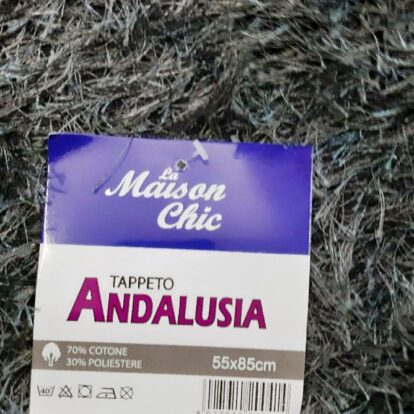 La
Maison
Chic
TAPPETO
ANDALUSIA
70% COTONE
30% POLIESTERE
55x85cm
40